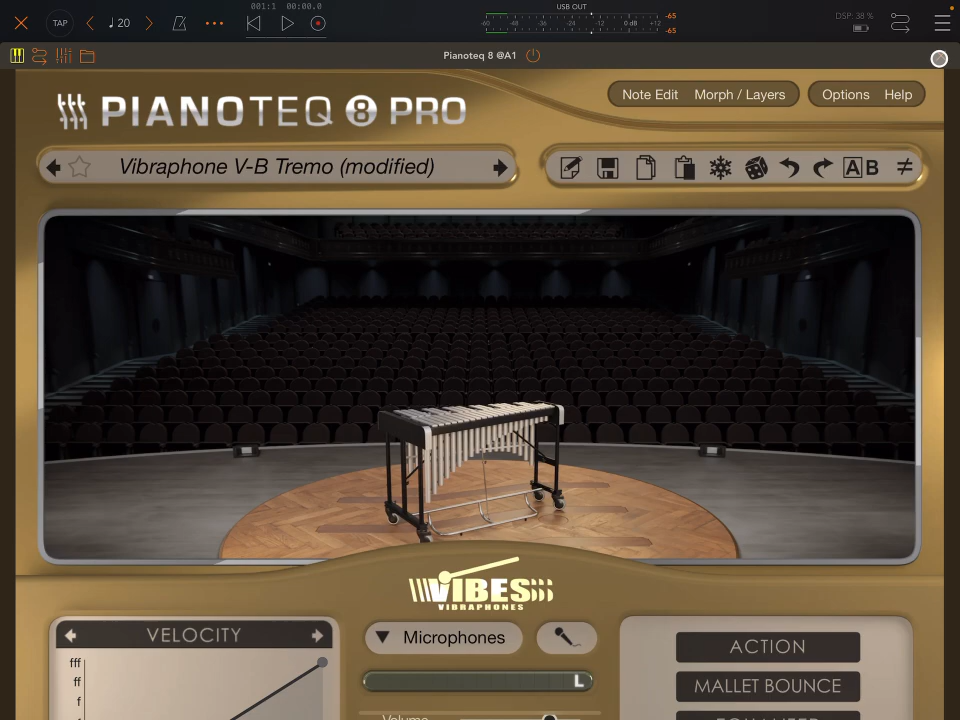 001:1 00:00.0
USB OUT
TAP
♩ 20
-60 -48 -36 -24 -12 0 dB +12
-65
-65
DSP: 38 %
Pianoteq 8 @A1
PIANOTEQ 8 PRO
Note Edit Morph / Layers Options Help
Vibraphone V-B Tremo (modified)
A B ≠
VIBES
VIBRAPHONES
VELOCITY
fff
ff
f
Microphones
L
Volume
ACTION
MALLET BOUNCE
EQUALIZER